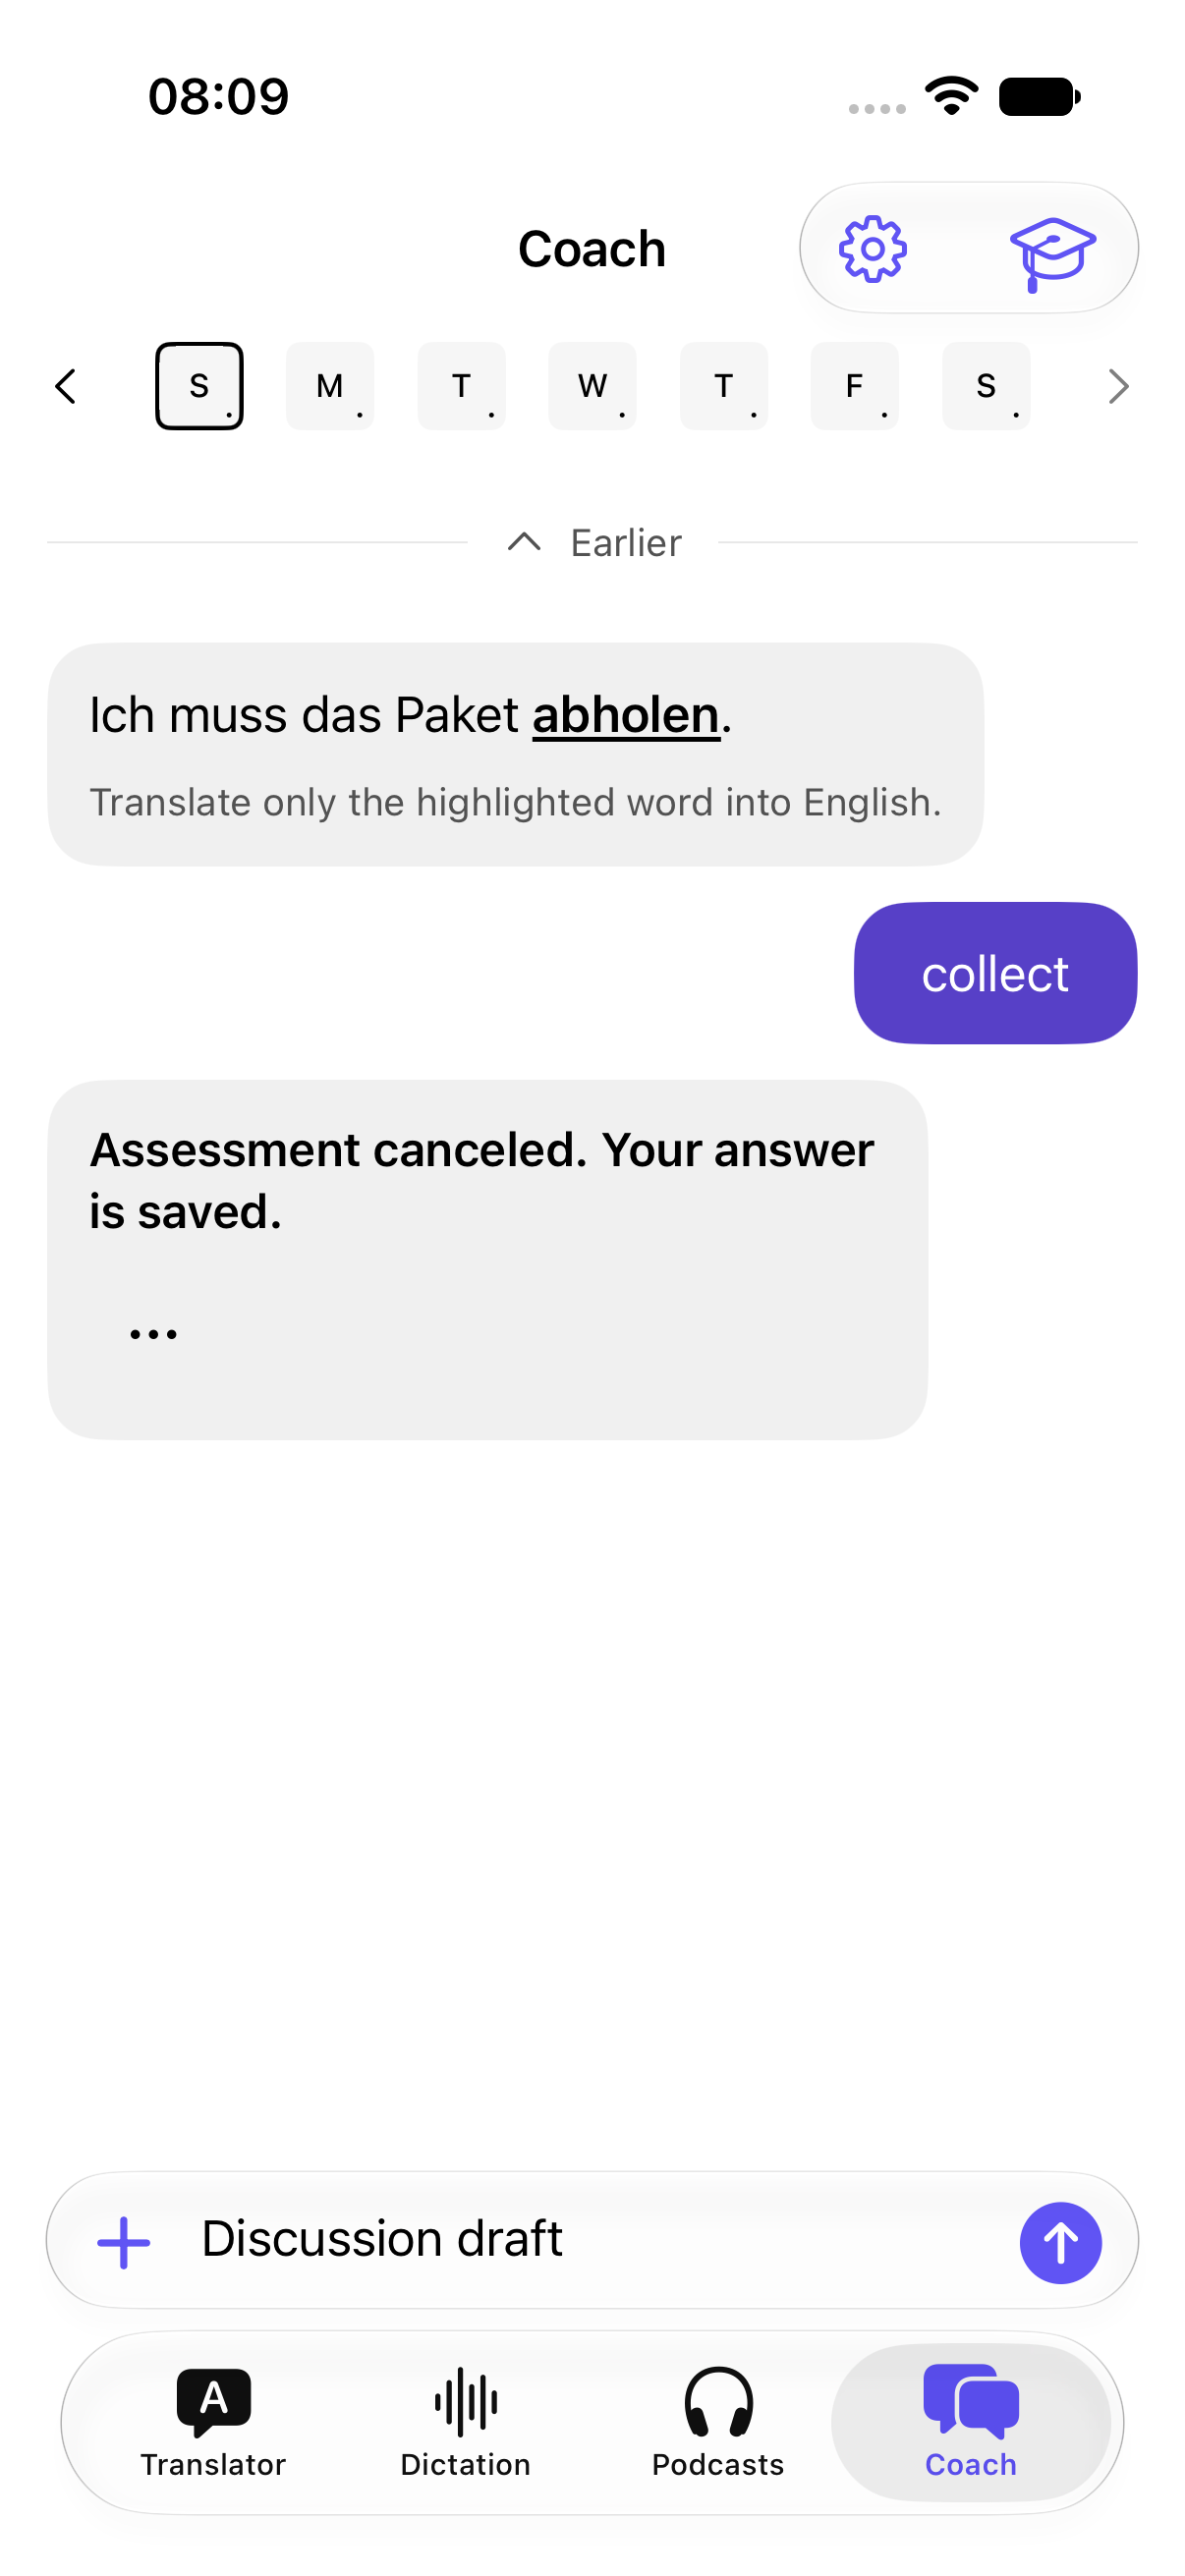 08:09
Coach
S. M. T. W. T. F. S.
Earlier
Ich muss das Paket abholen.
Translate only the highlighted word into English.
collect
Assessment canceled. Your answer
is saved.
...
Discussion draft
A
Translator Dictation Podcasts Coach